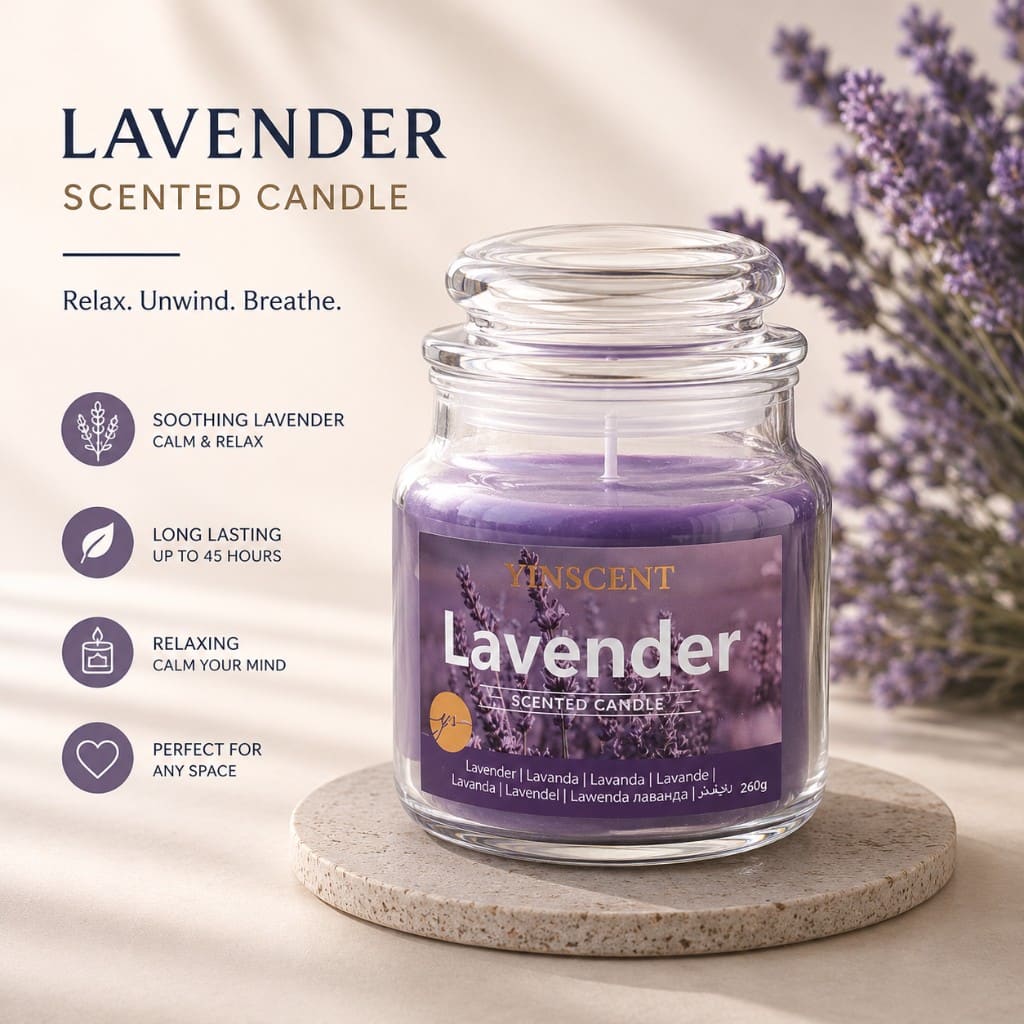 LAVENDER
SCENTED CANDLE
Relax. Unwind. Breathe.
SOOTHING LAVENDER
CALM & RELAX
LONG LASTING
UP TO 45 HOURS
RELAXING
CALM YOUR MIND
PERFECT FOR
ANY SPACE
YINSCENT
Lavender
SCENTED CANDLE
ys
Lavender | Lavanda | Lavanda | Lavande |
Lavanda | Lavendel | Lawenda лаванда | 260g